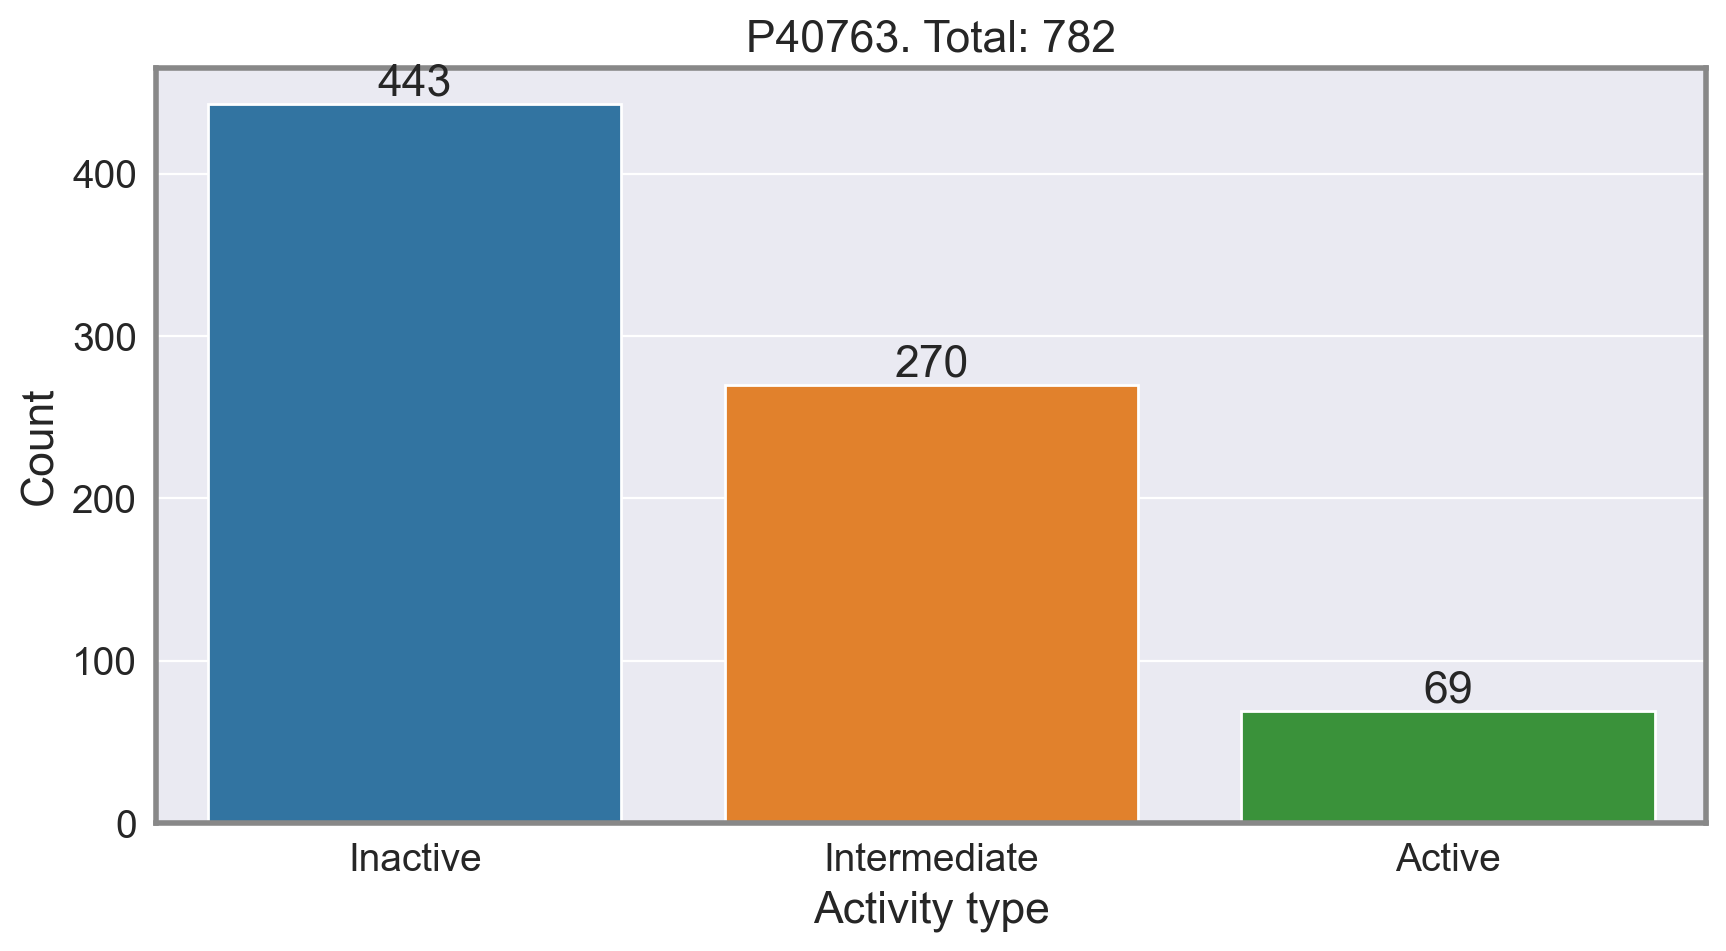 P40763. Total: 782
443
400
300
270
Count
200
100
69
0
Inactive
Intermediate
Active
Activity type